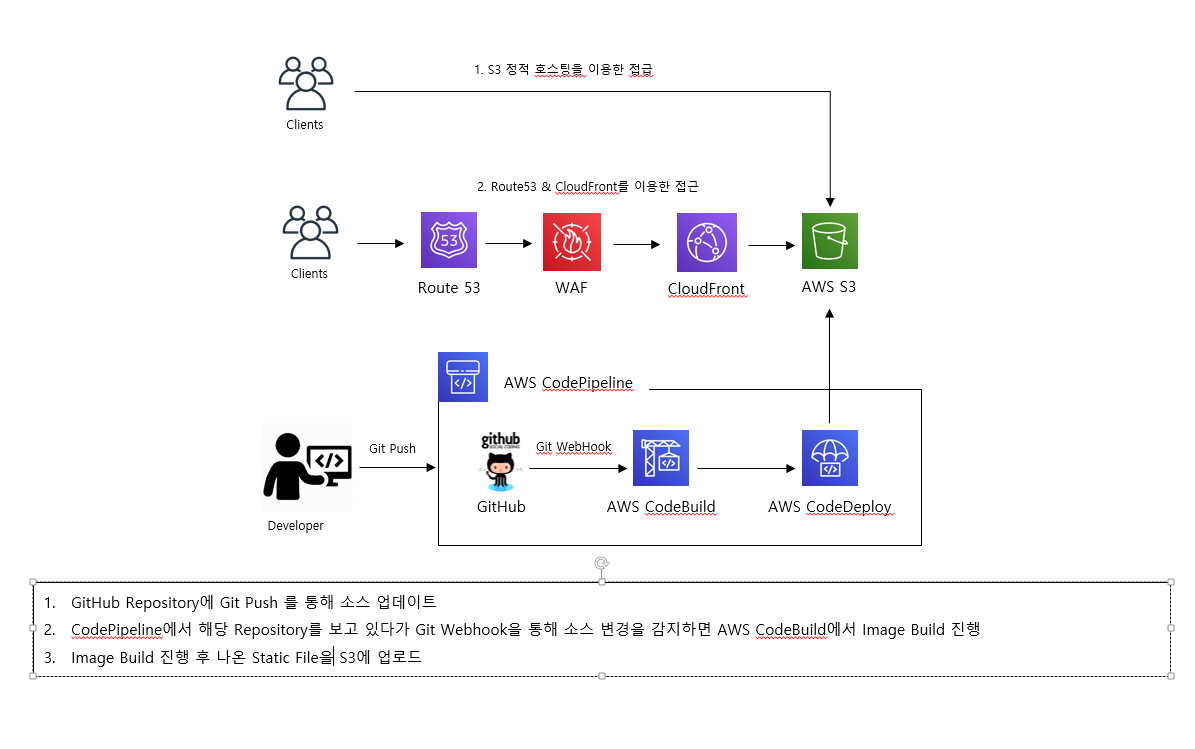 1. S3 정적 호스팅을 이용한 접급
Clients
2. Route53 & CloudFront를 이용한 접근
53
Clients
Route 53
WAF
CloudFront
AWS S3
</>
AWS CodePipeline
Git Push
</>
github
SOCIAL CODING
Git WebHook
</>
</>
GitHub
AWS CodeBuild
AWS CodeDeploy
Developer
1. GitHub Repository에 Git Push 를 통해 소스 업데이트
2. CodePipeline에서 해당 Repository를 보고 있다가 Git Webhook을 통해 소스 변경을 감지하면 AWS CodeBuild에서 Image Build 진행
3. Image Build 진행 후 나온 Static File을 S3에 업로드